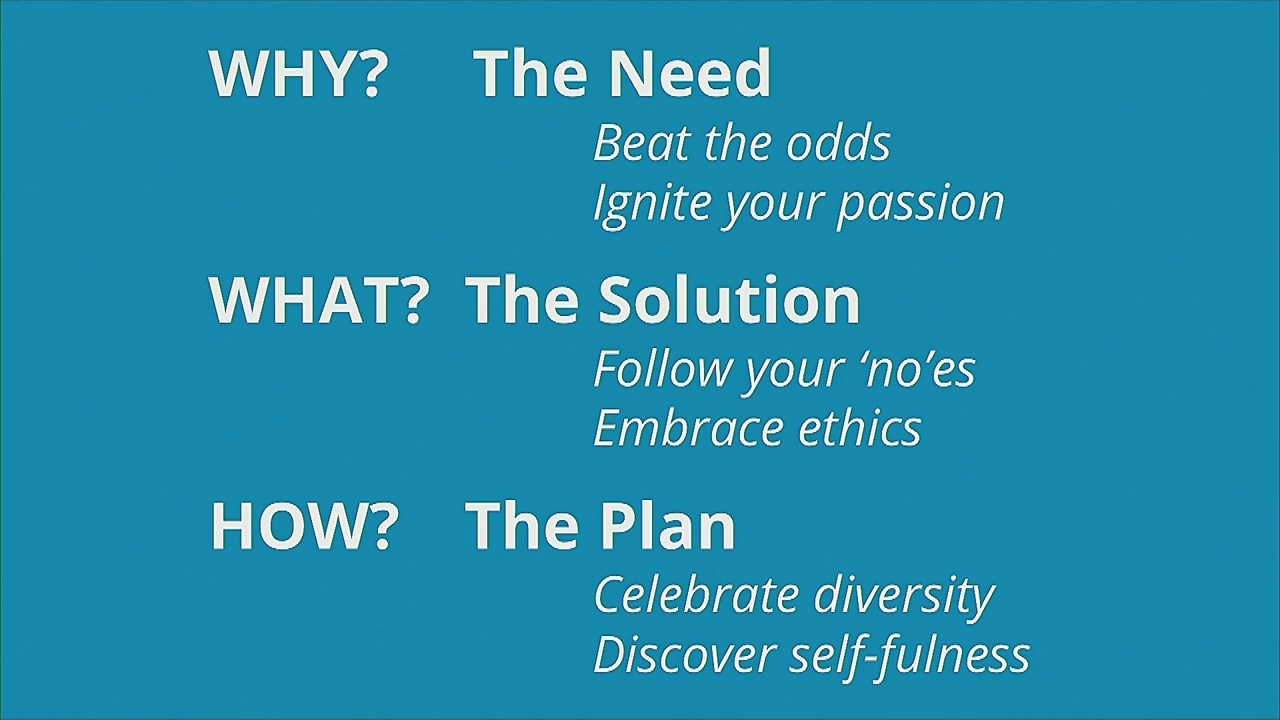 WHY? The Need
Beat the odds
Ignite your passion
WHAT? The Solution
Follow your ‘no’es
Embrace ethics
HOW? The Plan
Celebrate diversity
Discover self-fulness